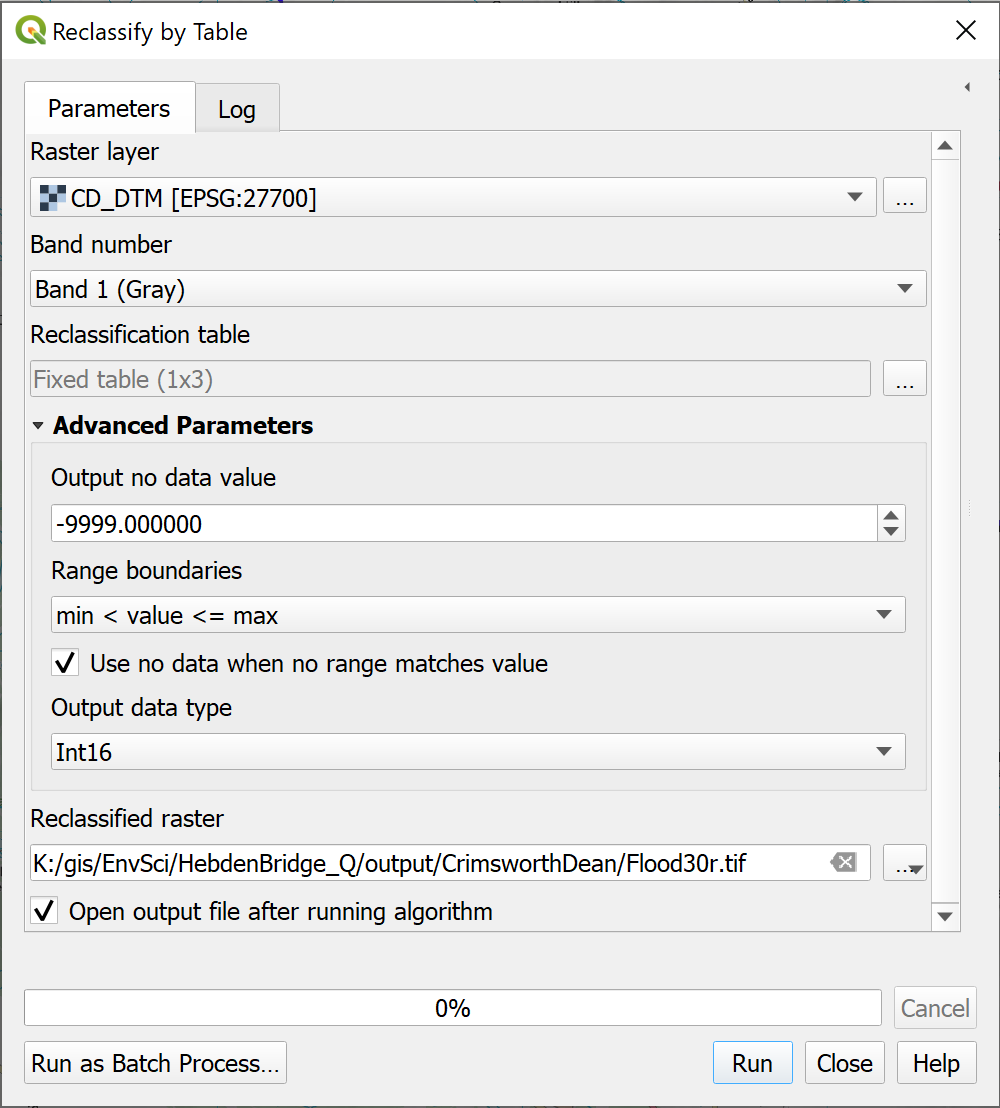 Reclassify by Table
Parameters
Log
Raster layer
CD_DTM [EPSG:27700]
...
Band number
Band 1 (Gray)
Reclassification table
Fixed table (1x3)
...
Advanced Parameters
Output no data value
-9999.000000
Range boundaries
min < value <= max
Use no data when no range matches value
Output data type
Int16
Reclassified raster
K:/gis/EnvSci/HebdenBridge_Q/output/CrimsworthDean/Flood30r.tif
...
Open output file after running algorithm
0%
Cancel
Run as Batch Process...
Run
Close
Help